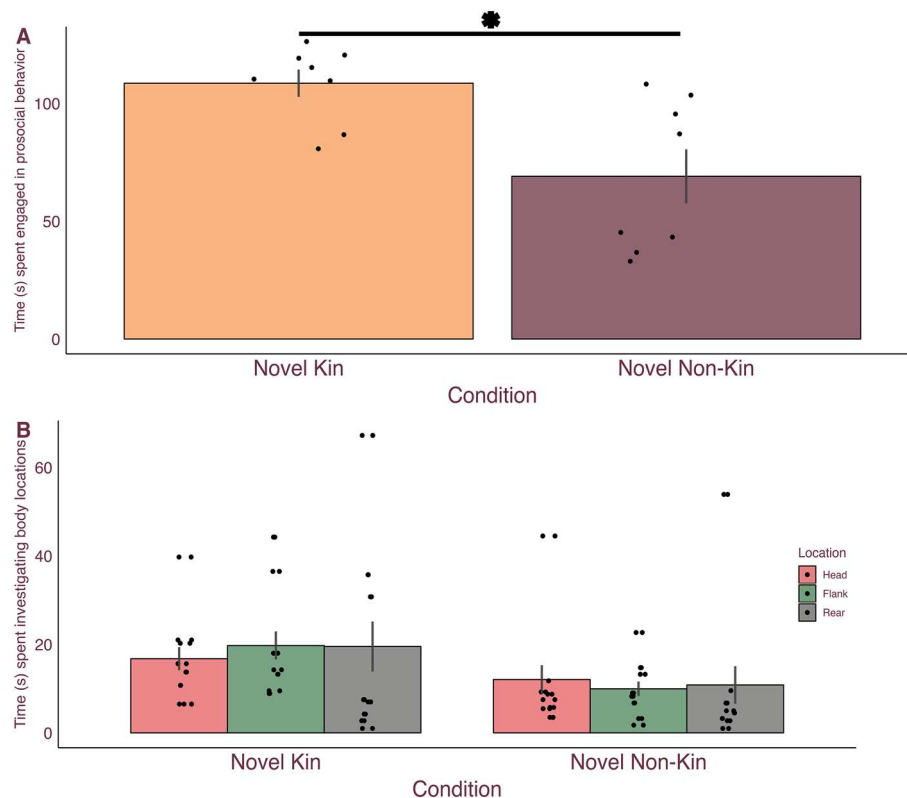 A
*
Time (s) spent engaged in prosocial behavior
100
50
0
Novel Kin
Novel Non-Kin
Condition
B
Time (s) spent investigating body locations
60
40
20
0
Location
Head
Flank
Rear
Novel Kin
Novel Non-Kin
Condition